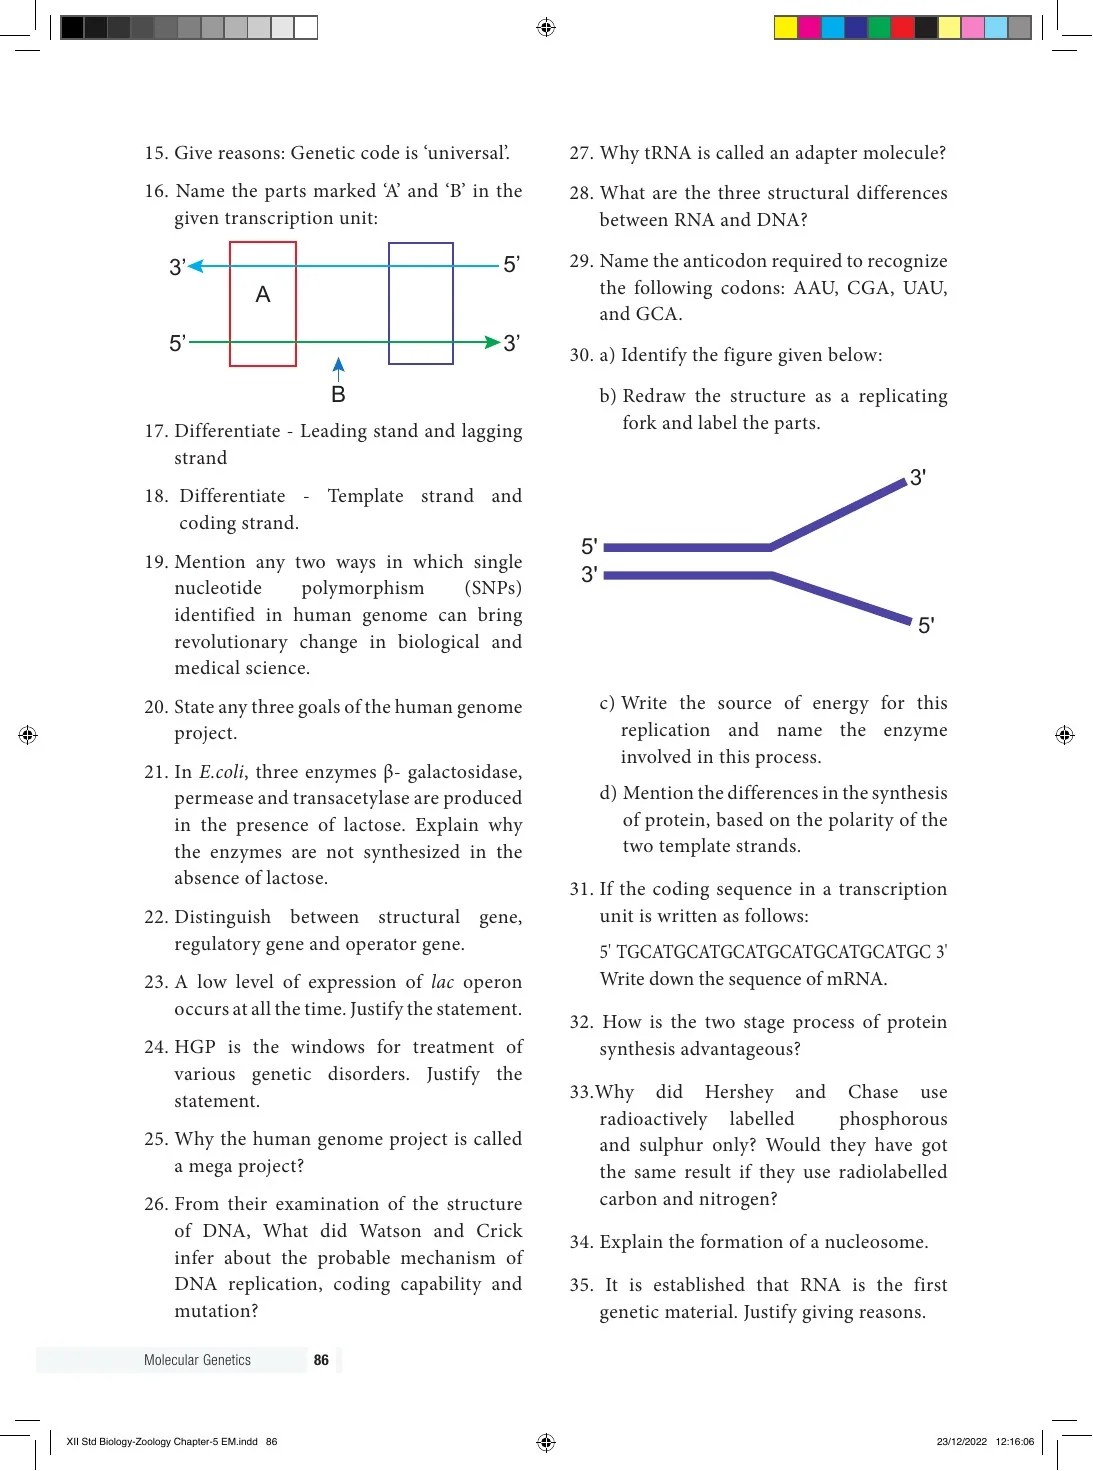 15. Give reasons: Genetic code is ‘universal’.
16. Name the parts marked ‘A’ and ‘B’ in the
given transcription unit:
3’
5’
A
5’
3’
B
17. Differentiate - Leading stand and lagging
strand
18. Differentiate - Template strand and
coding strand.
19. Mention any two ways in which single
nucleotide polymorphism (SNPs)
identified in human genome can bring
revolutionary change in biological and
medical science.
20. State any three goals of the human genome
project.
21. In E.coli, three enzymes β- galactosidase,
permease and transacetylase are produced
in the presence of lactose. Explain why
the enzymes are not synthesized in the
absence of lactose.
22. Distinguish between structural gene,
regulatory gene and operator gene.
23. A low level of expression of lac operon
occurs at all the time. Justify the statement.
24. HGP is the windows for treatment of
various genetic disorders. Justify the
statement.
25. Why the human genome project is called
a mega project?
26. From their examination of the structure
of DNA, What did Watson and Crick
infer about the probable mechanism of
DNA replication, coding capability and
mutation?
27. Why tRNA is called an adapter molecule?
28. What are the three structural differences
between RNA and DNA?
29. Name the anticodon required to recognize
the following codons: AAU, CGA, UAU,
and GCA.
30. a) Identify the figure given below:
b) Redraw the structure as a replicating
fork and label the parts.
3'
5'
3'
5'
c) Write the source of energy for this
replication and name the enzyme
involved in this process.
d) Mention the differences in the synthesis
of protein, based on the polarity of the
two template strands.
31. If the coding sequence in a transcription
unit is written as follows:
5' TGCATGCATGCATGCATGCATGCATGC 3'
Write down the sequence of mRNA.
32. How is the two stage process of protein
synthesis advantageous?
33.Why did Hershey and Chase use
radioactively labelled phosphorous
and sulphur only? Would they have got
the same result if they use radiolabelled
carbon and nitrogen?
34. Explain the formation of a nucleosome.
35. It is established that RNA is the first
genetic material. Justify giving reasons.
Molecular Genetics 86
XII Std Biology-Zoology Chapter-5 EM.indd 86
23/12/2022 12:16:06